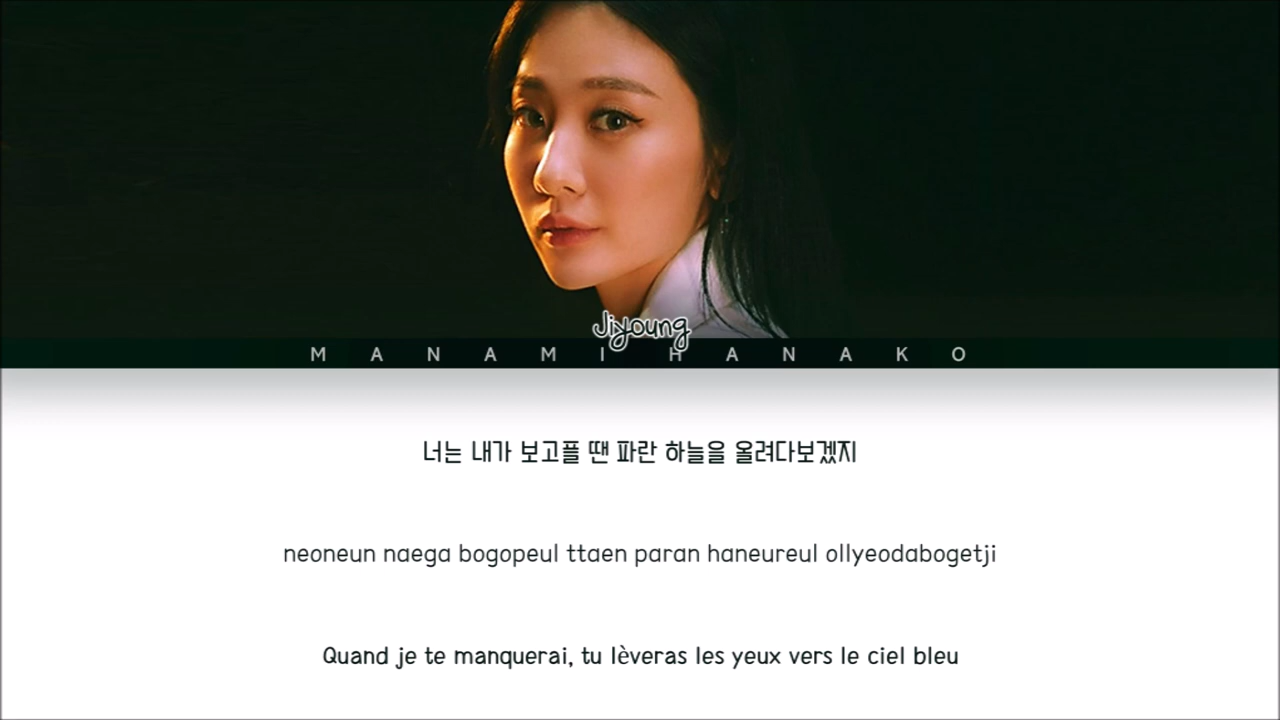 Jiyoung
MANAMI HANAKO
너는 내가 보고플 땐 파란 하늘을 올려다보겠지
neoneun naega bogopeul ttaen paran haneureul ollyeodabogetji
Quand je te manquerai, tu lèveras les yeux vers le ciel bleu